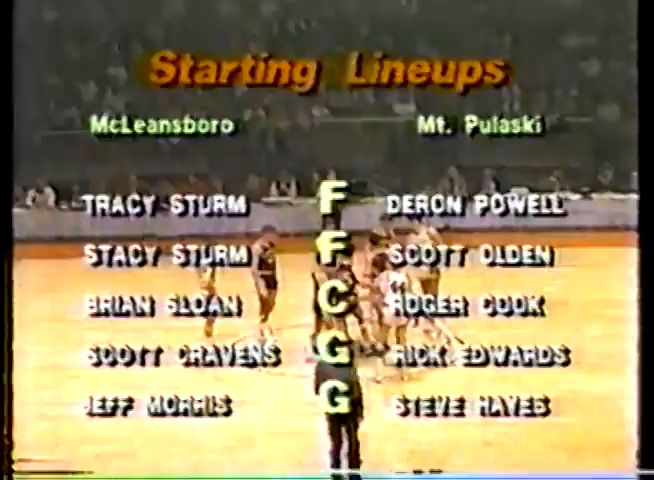 Starting Lineups
McLeansboro Mt. Pulaski
TRACY STURM F DERON POWELL
STACY STURM F SCOTT OLDEN
BRIAN SLOAN C ROGER COOK
SCOTT CRAVENS G RICK EDWARDS
JEFF MORRIS G STEVE HAYES